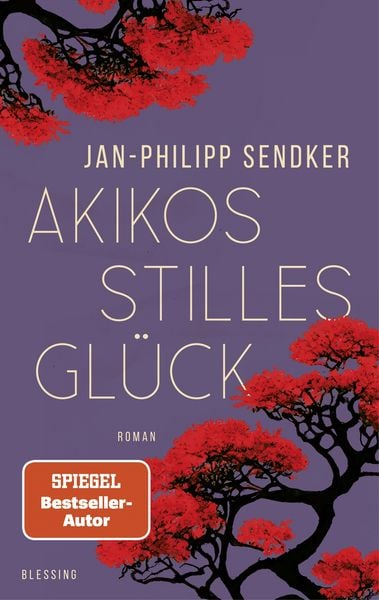 JAN-PHILIPP SENDKER
AKIKOS
STILLES
GLÜCK
ROMAN
SPIEGEL
Bestseller-
Autor
BLESSING